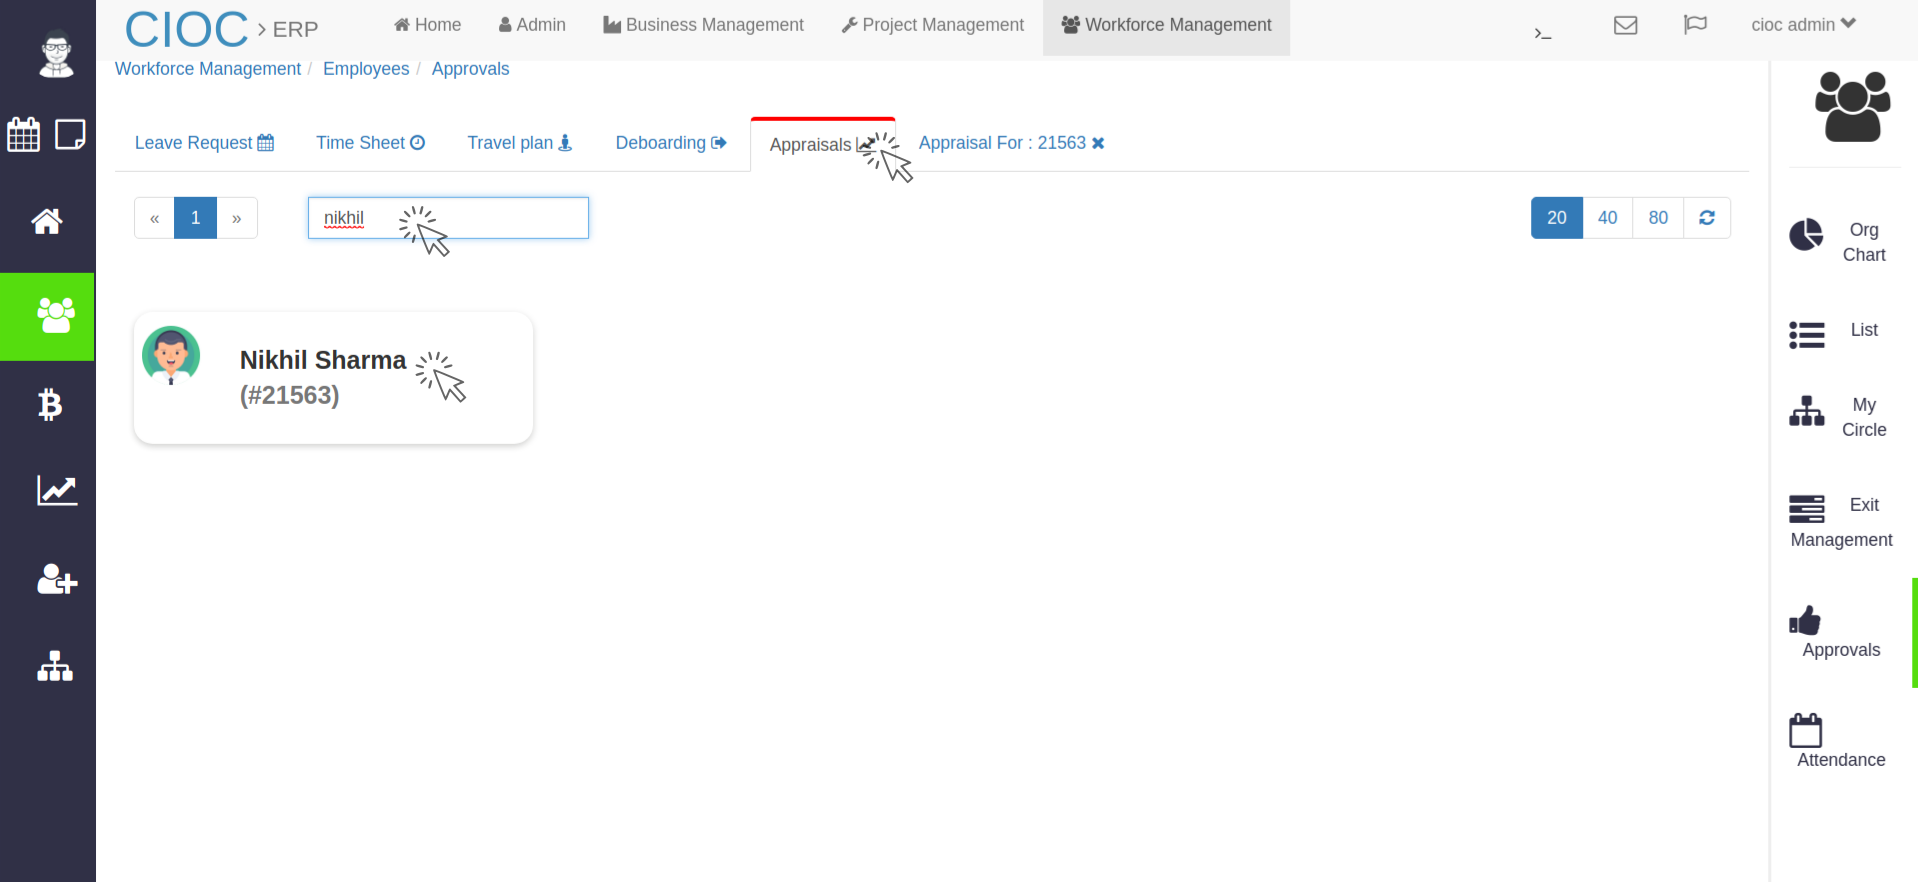 CIOC > ERP
Home
Admin
Business Management
Project Management
Workforce Management
>_
cioc admin
Workforce Management / Employees / Approvals
Leave Request
Time Sheet
Travel plan
Deboarding
Appraisals
Appraisal For : 21563
« 1 »
nikhil
20 40 80
Nikhil Sharma
(#21563)
Org
Chart
List
My
Circle
Exit
Management
Approvals
Attendance